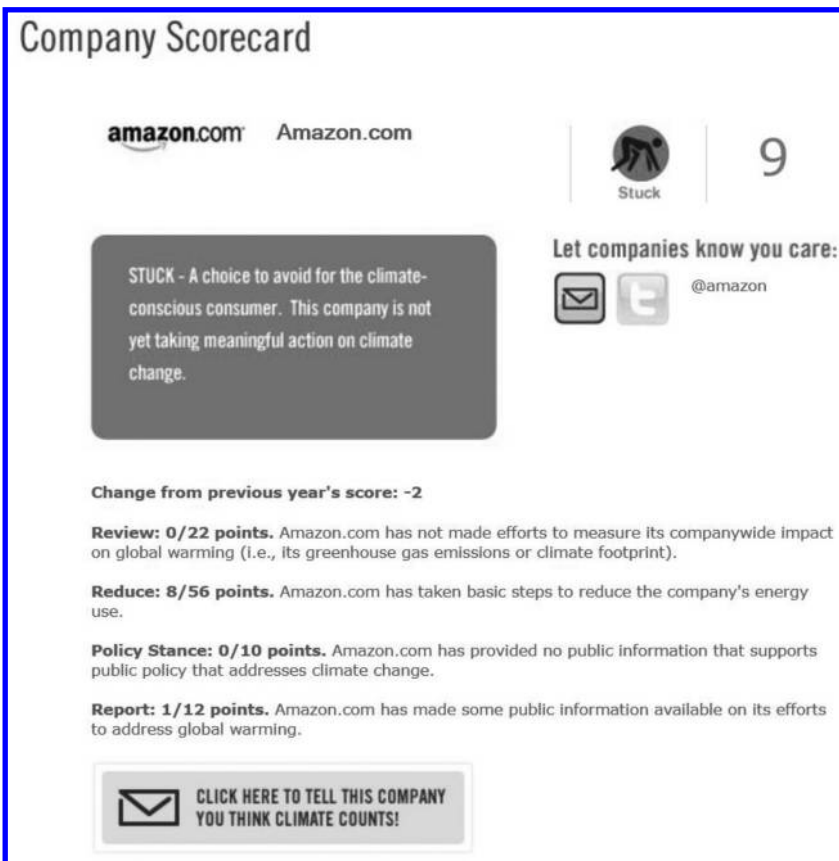 Company Scorecard
amazon.com Amazon.com
Stuck
9
STUCK - A choice to avoid for the climate-
conscious consumer. This company is not
yet taking meaningful action on climate
change.
Let companies know you care:
t @amazon
Change from previous year's score: -2
Review: 0/22 points. Amazon.com has not made efforts to measure its companywide impact
on global warming (i.e., its greenhouse gas emissions or climate footprint).
Reduce: 8/56 points. Amazon.com has taken basic steps to reduce the company's energy
use.
Policy Stance: 0/10 points. Amazon.com has provided no public information that supports
public policy that addresses climate change.
Report: 1/12 points. Amazon.com has made some public information available on its efforts
to address global warming.
CLICK HERE TO TELL THIS COMPANY
YOU THINK CLIMATE COUNTS!